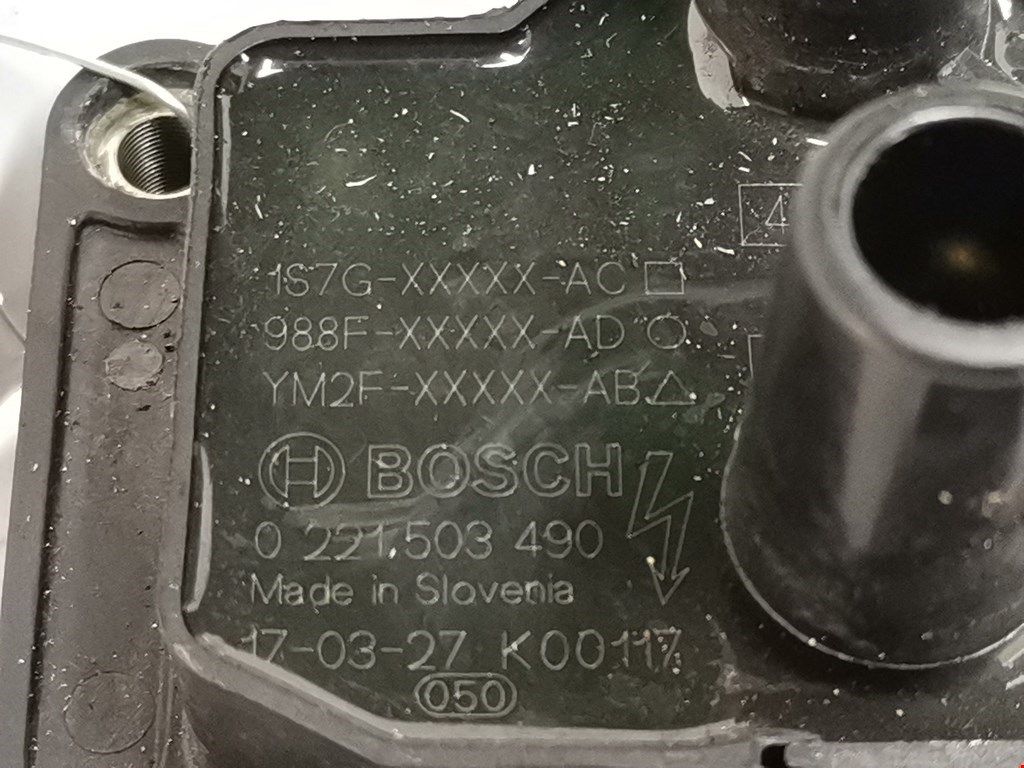 4
1S7G-XXXXX-AC
988F-XXXXX-AD
YM2F-XXXXX-AB
BOSCH
0 221 503 490
Made in Slovenia
17-03-27 K00117
050